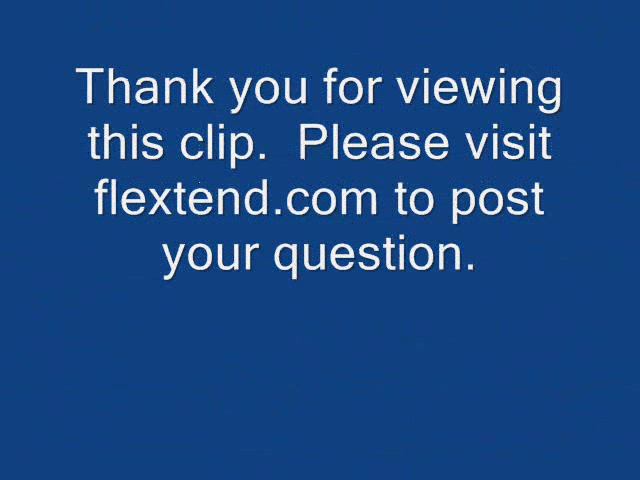 Thank you for viewing
this clip.  Please visit
flextend.com to post
your question.